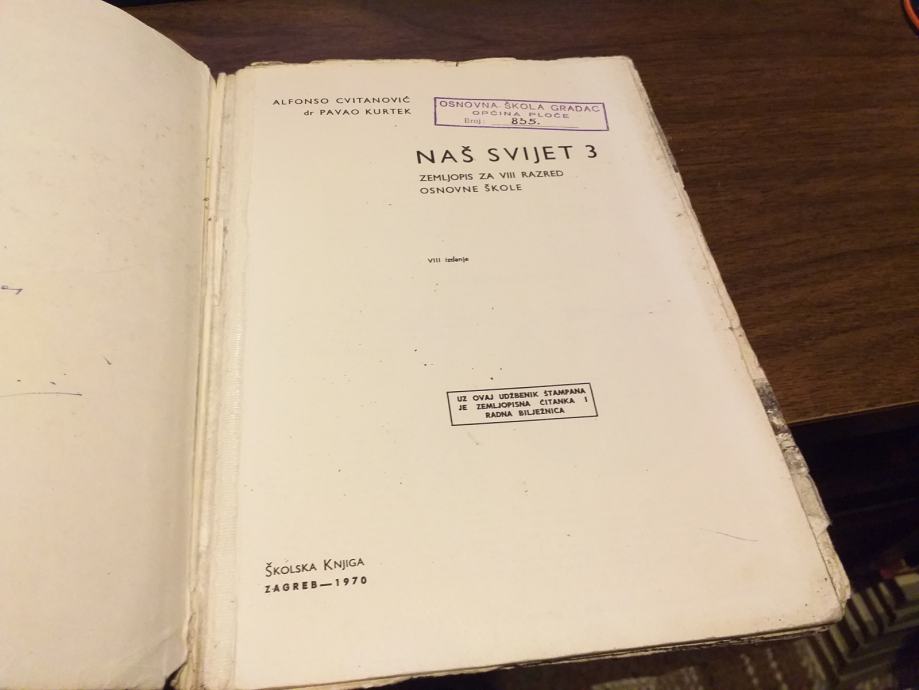 ALFONSO CVITANOVIĆ
dr PAVAO KURTEK
OSNOVNA ŠKOLA GRADAC
OPĆINA PLOČE
Broj: 855.
NAŠ SVIJET 3
ZEMLJOPIS ZA VIII RAZRED
OSNOVNE ŠKOLE
VIII izdanje
UZ OVAJ UDŽBENIK ŠTAMPANA
JE ZEMLJOPISNA ČITANKA I
RADNA BILJEŽNICA
ŠKOLSKA KNJIGA
ZAGREB—1970